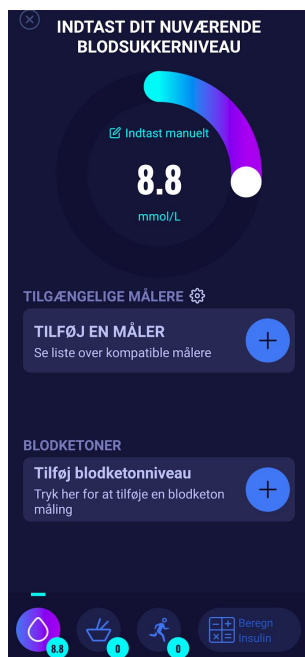 INDTAST DIT NUVÆRENDE
BLODSUKKERNIVEAU
Indtast manuelt
8.8
mmol/L
TILGÆNGELIGE MÅLERE
TILFØJ EN MÅLER
Se liste over kompatible målere
BLODKETONER
Tilføj blodketonniveau
Tryk her for at tilføje en blodketon
måling
8.8
0
0
Beregn
Insulin